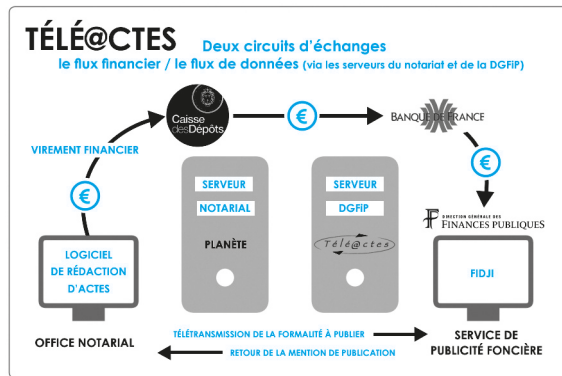 TÉLÉ@CTES
Deux circuits d'échanges
le flux financier / le flux de données (via les serveurs du notariat et de la DGFiP)
Caisse
desDépôts
€
BANQUE DE FRANCE
VIREMENT FINANCIER
€
€
SERVEUR
NOTARIAL
PLANÈTE
SERVEUR
DGFiP
Télé@ctes
DIRECTION GÉNÉRALE DES
FINANCES PUBLIQUES
LOGICIEL
DE RÉDACTION
D'ACTES
FIDJI
OFFICE NOTARIAL
TÉLÉTRANSMISSION DE LA FORMALITÉ À PUBLIER
RETOUR DE LA MENTION DE PUBLICATION
SERVICE DE
PUBLICITÉ FONCIÈRE